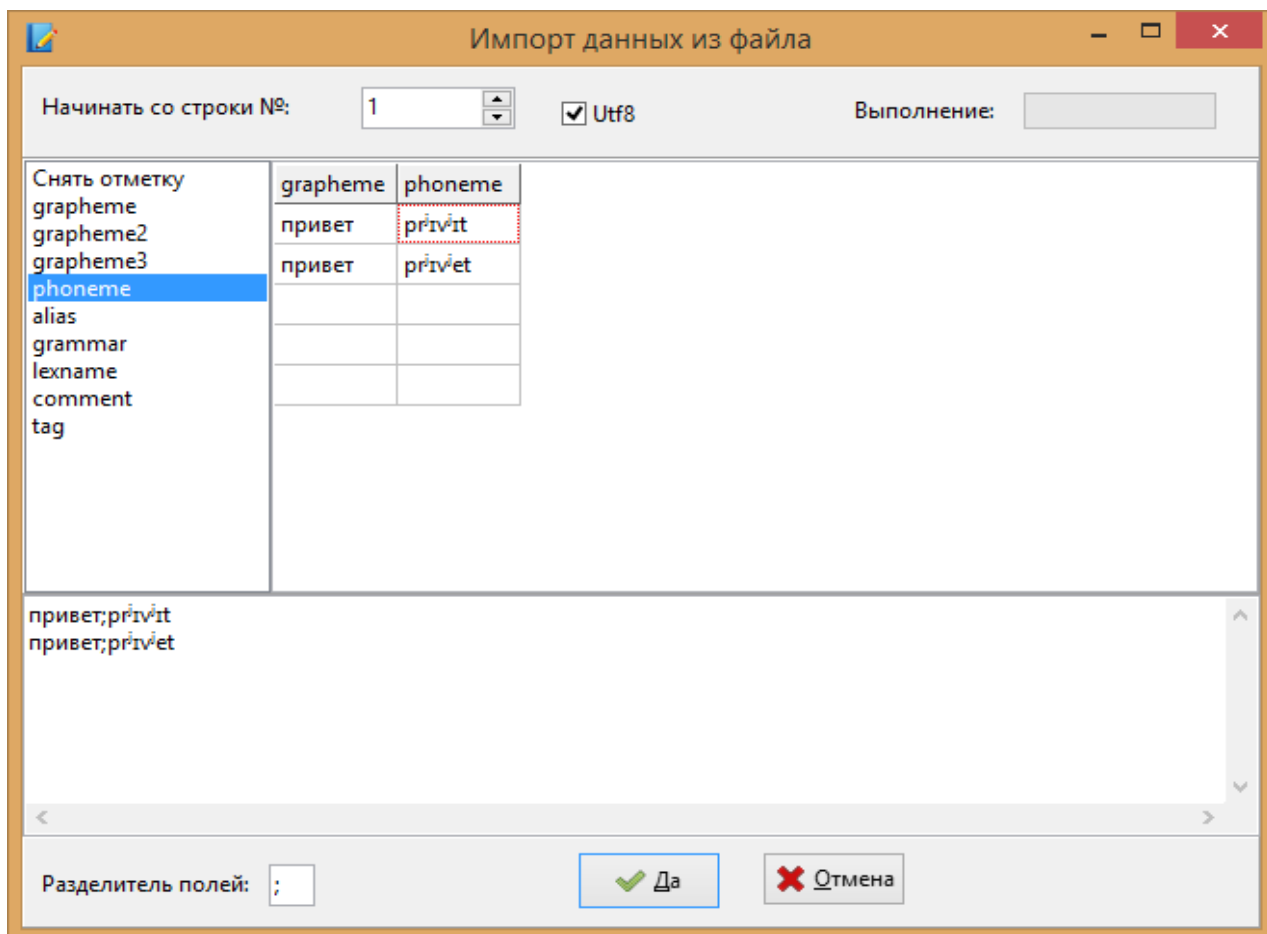 Импорт данных из файла
Начинать со строки №: 1 Utf8 Выполнение:
Снять отметку
grapheme
grapheme2
grapheme3
phoneme
alias
grammar
lexname
comment
tag
grapheme phoneme
привет prʲɪvʲɪt
привет prʲɪvʲet
привет;prʲɪvʲɪt
привет;prʲɪvʲet
Разделитель полей: ; Да Отмена